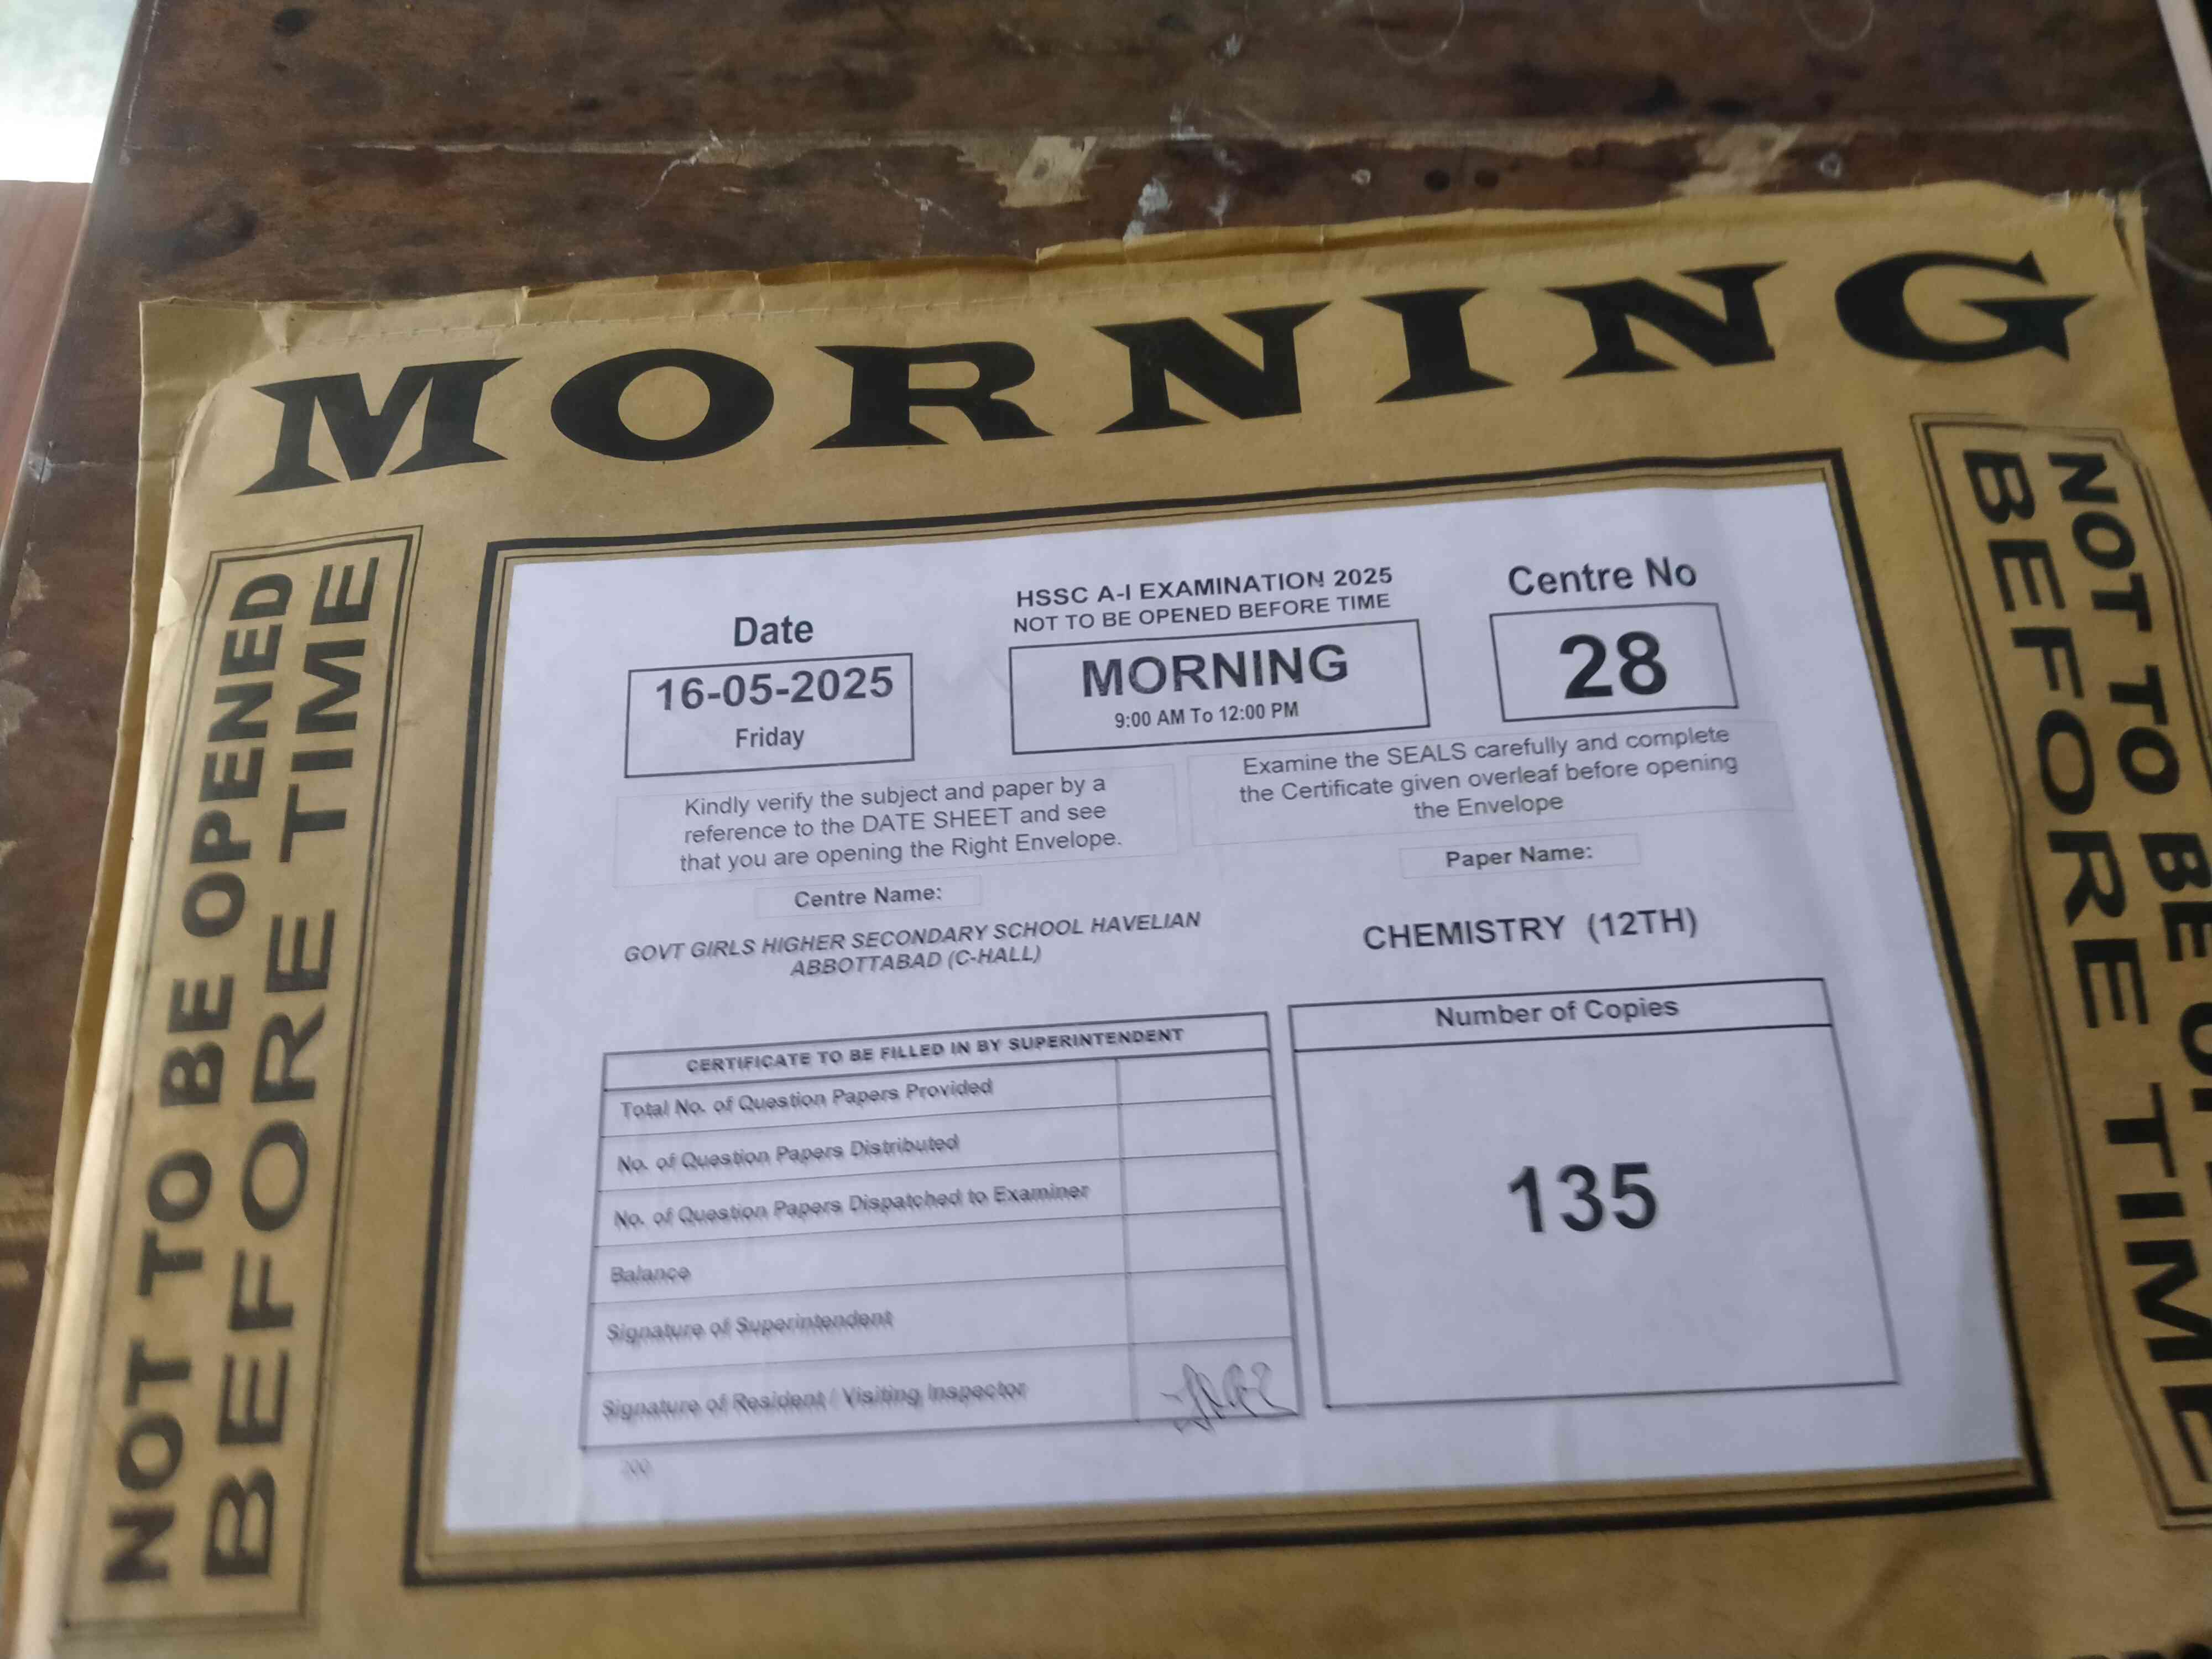 MORNING
NOT TO BE OPENED
BEFORE TIME
HSSC A-I EXAMINATION 2025
NOT TO BE OPENED BEFORE TIME
Date
16-05-2025
Friday
MORNING
9:00 AM To 12:00 PM
Centre No
28
Kindly verify the subject and paper by a
reference to the DATE SHEET and see
that you are opening the Right Envelope.
Examine the SEALS carefully and complete
the Certificate given overleaf before opening
the Envelope
Centre Name:
GOVT GIRLS HIGHER SECONDARY SCHOOL HAVELIAN
ABBOTTABAD (C-HALL)
Paper Name:
CHEMISTRY (12TH)
CERTIFICATE TO BE FILLED IN BY SUPERINTENDENT
Total No. of Question Papers Provided
No. of Question Papers Distributed
No. of Question Papers Dispatched to Examiner
Balance
Signature of Superintendent
Signature of Resident / Visiting Inspector
Number of Copies
135
NOT TO BE
BEFORE TIME